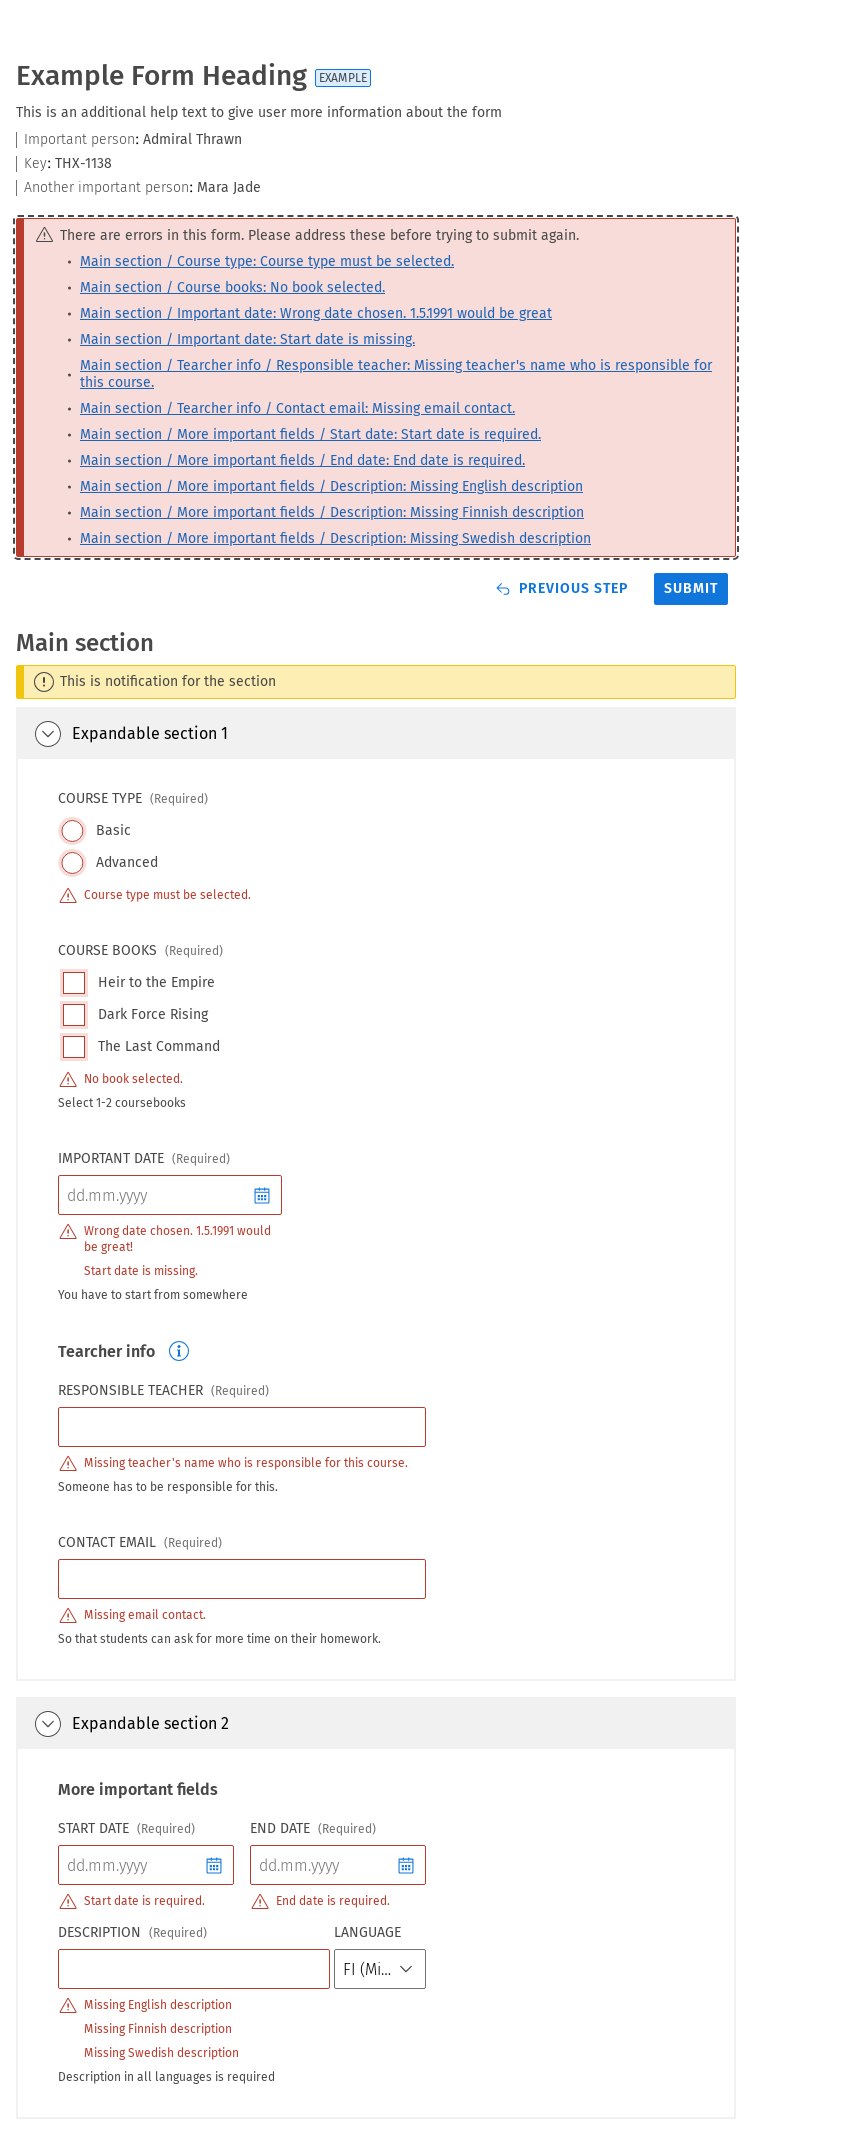 Example Form Heading EXAMPLE
This is an additional help text to give user more information about the form
Important person: Admiral Thrawn
Key: THX-1138
Another important person: Mara Jade
There are errors in this form. Please address these before trying to submit again.
• Main section / Course type: Course type must be selected.
• Main section / Course books: No book selected.
• Main section / Important date: Wrong date chosen. 1.5.1991 would be great
• Main section / Important date: Start date is missing.
• Main section / Tearcher info / Responsible teacher: Missing teacher's name who is responsible for
this course.
• Main section / Tearcher info / Contact email: Missing email contact.
• Main section / More important fields / Start date: Start date is required.
• Main section / More important fields / End date: End date is required.
• Main section / More important fields / Description: Missing English description
• Main section / More important fields / Description: Missing Finnish description
• Main section / More important fields / Description: Missing Swedish description
PREVIOUS STEP SUBMIT
Main section
This is notification for the section
Expandable section 1
COURSE TYPE (Required)
Basic
Advanced
Course type must be selected.
COURSE BOOKS (Required)
Heir to the Empire
Dark Force Rising
The Last Command
No book selected.
Select 1-2 coursebooks
IMPORTANT DATE (Required)
dd.mm.yyyy
Wrong date chosen. 1.5.1991 would
be great!
Start date is missing.
You have to start from somewhere
Tearcher info
RESPONSIBLE TEACHER (Required)
Missing teacher's name who is responsible for this course.
Someone has to be responsible for this.
CONTACT EMAIL (Required)
Missing email contact.
So that students can ask for more time on their homework.
Expandable section 2
More important fields
START DATE (Required) END DATE (Required)
dd.mm.yyyy dd.mm.yyyy
Start date is required. End date is required.
DESCRIPTION (Required) LANGUAGE
FI (Mi...
Missing English description
Missing Finnish description
Missing Swedish description
Description in all languages is required